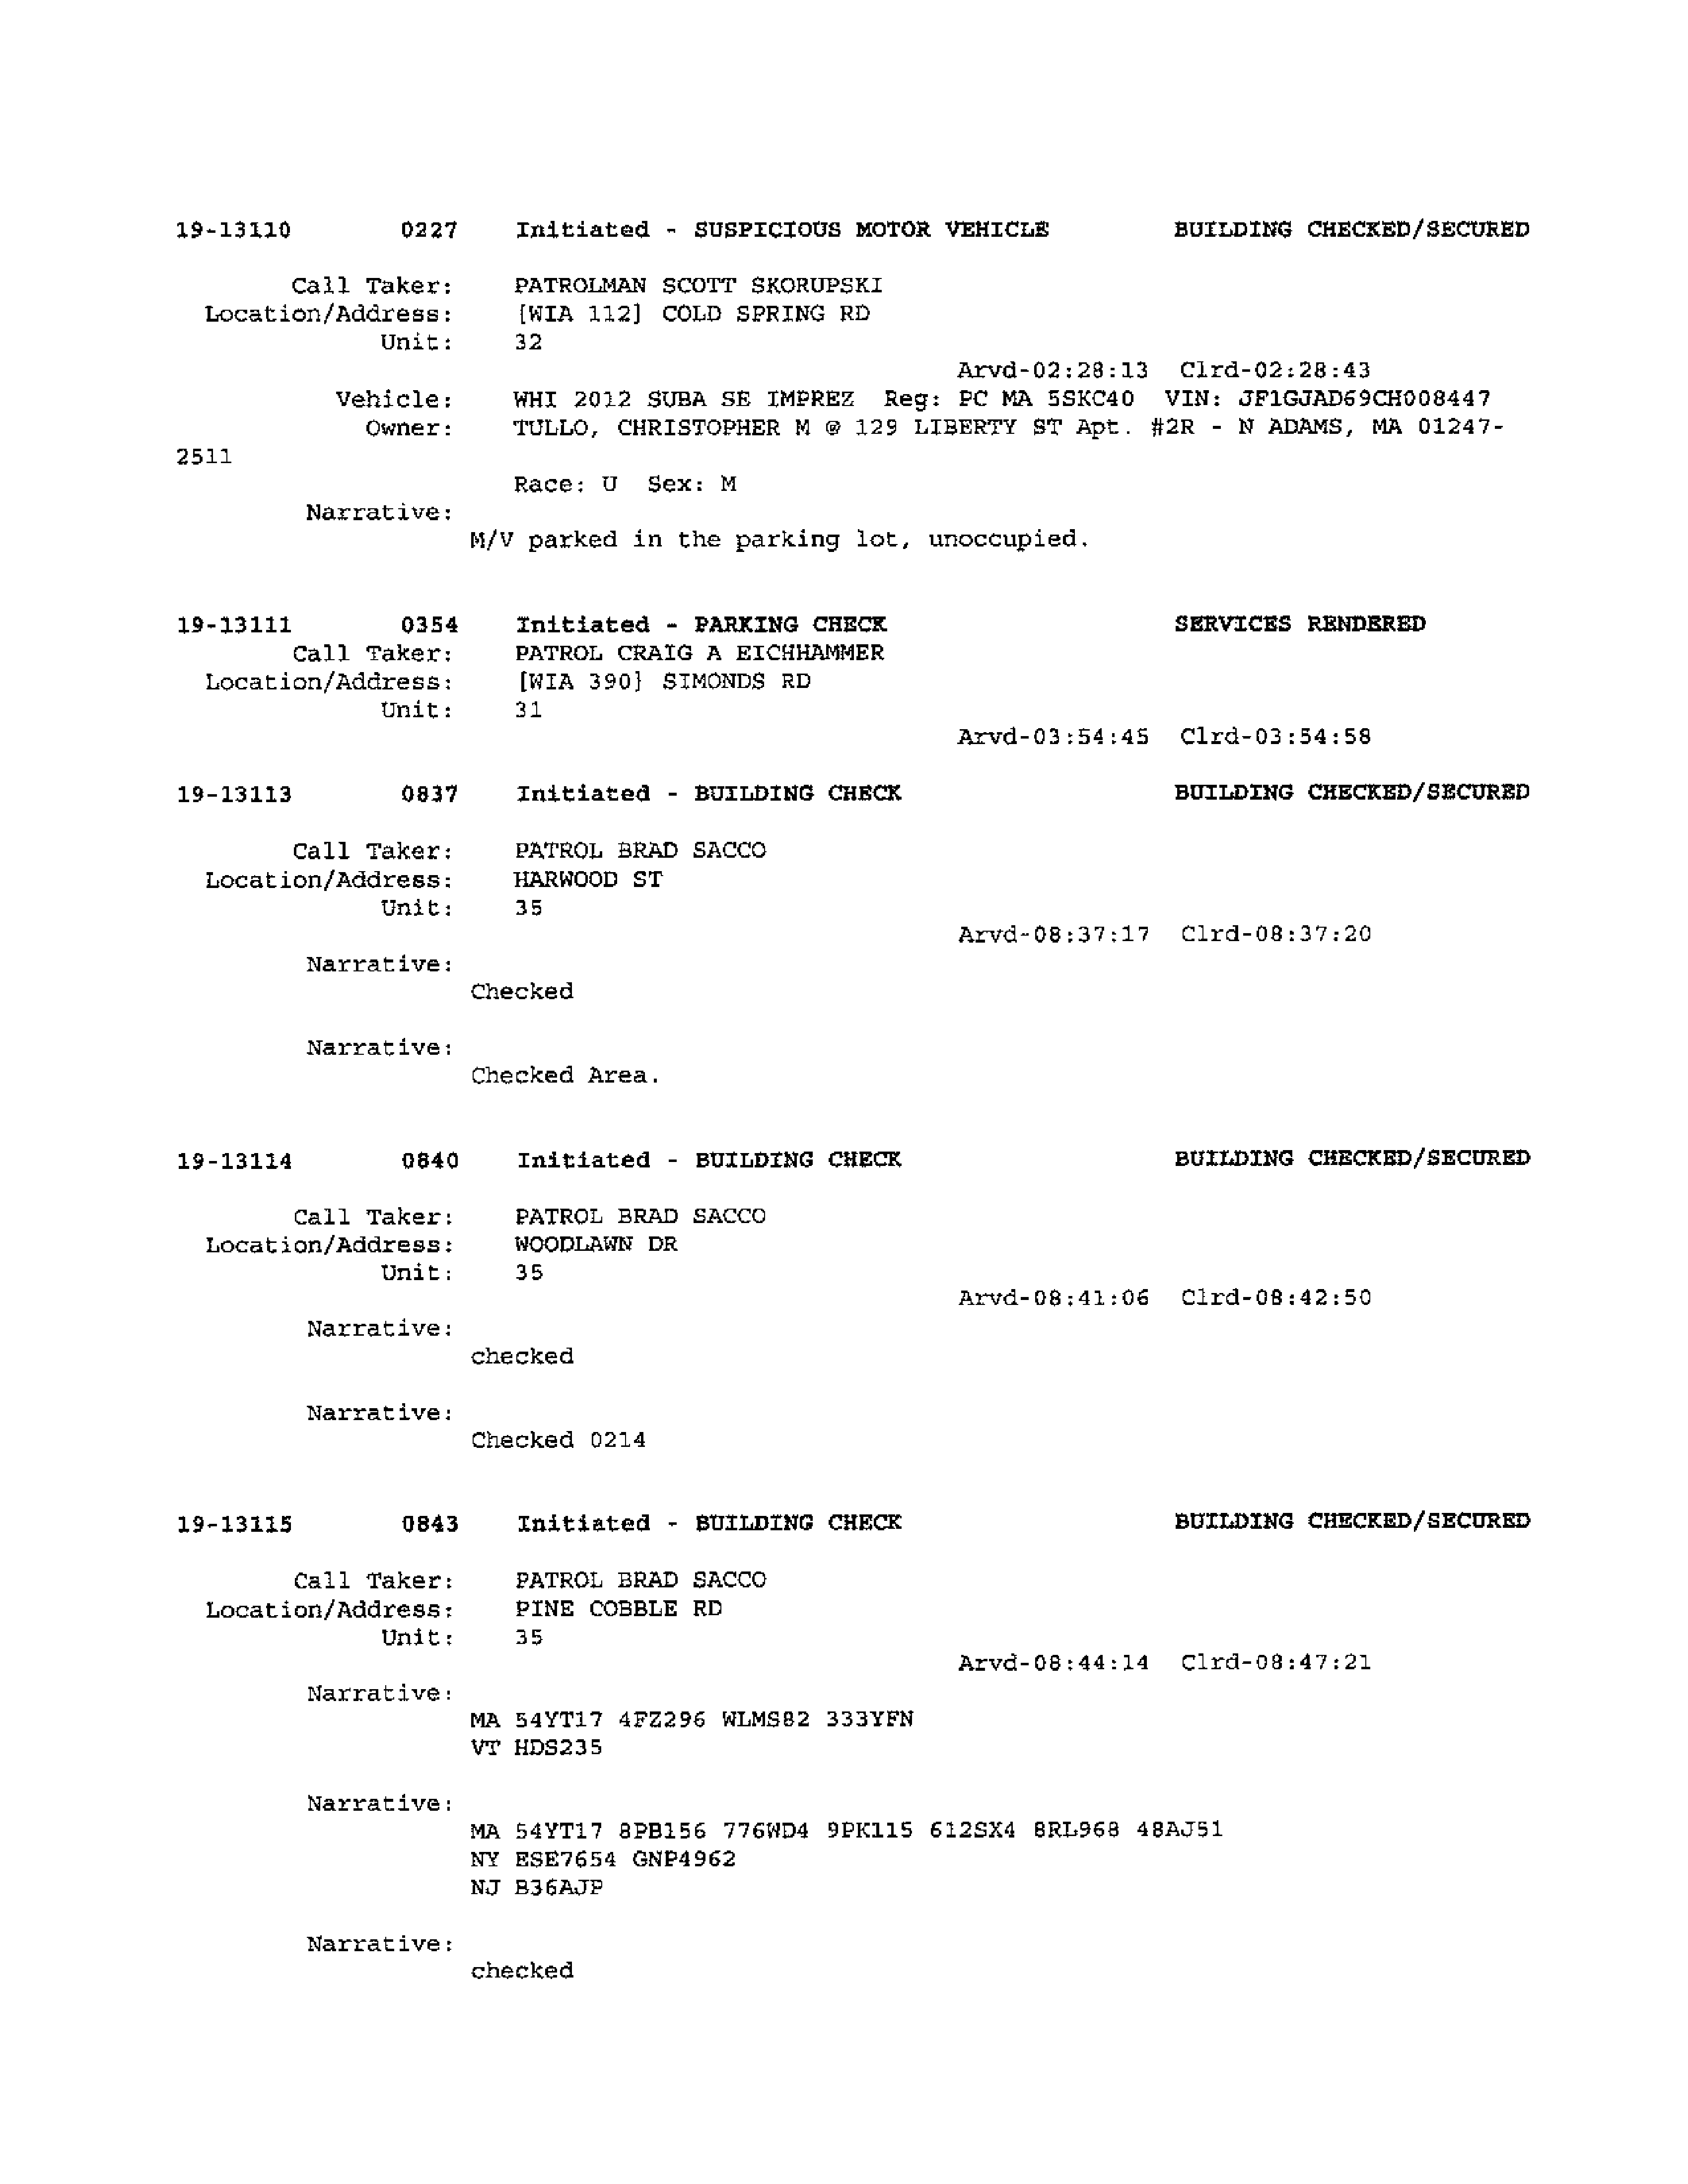 19-13110 0227 Initiated - SUSPICIOUS MOTOR VEHICLE BUILDING CHECKED/SECURED
Call Taker: PATROLMAN SCOTT SKORUPSKI
Location/Address: [WIA 112] COLD SPRING RD
Unit: 32
Arvd-02:28:13 Clrd-02:28:43
Vehicle: WHI 2012 SUBA SE IMPREZ Reg: PC MA 5SKC40 VIN: JF1GJAD69CH008447
Owner: TULLO, CHRISTOPHER M @ 129 LIBERTY ST Apt. #2R - N ADAMS, MA 01247-
2511
Race: U Sex: M
Narrative:
M/V parked in the parking lot, unoccupied.
19-13111 0354 Initiated - PARKING CHECK SERVICES RENDERED
Call Taker: PATROL CRAIG A EICHHAMMER
Location/Address: [WIA 390] SIMONDS RD
Unit: 31
Arvd-03:54:45 Clrd-03:54:58
19-13113 0837 Initiated - BUILDING CHECK BUILDING CHECKED/SECURED
Call Taker: PATROL BRAD SACCO
Location/Address: HARWOOD ST
Unit: 35
Arvd-08:37:17 Clrd-08:37:20
Narrative:
Checked
Narrative:
Checked Area.
19-13114 0840 Initiated - BUILDING CHECK BUILDING CHECKED/SECURED
Call Taker: PATROL BRAD SACCO
Location/Address: WOODLAWN DR
Unit: 35
Arvd-08:41:06 Clrd-08:42:50
Narrative:
checked
Narrative:
Checked 0214
19-13115 0843 Initiated - BUILDING CHECK BUILDING CHECKED/SECURED
Call Taker: PATROL BRAD SACCO
Location/Address: PINE COBBLE RD
Unit: 35
Arvd-08:44:14 Clrd-08:47:21
Narrative:
MA 54YT17 4FZ296 WLMS82 333YFN
VT HDS235
Narrative:
MA 54YT17 8PB156 776WD4 9PK115 612SX4 8RL968 48AJ51
NY ESE7654 GNP4962
NJ B36AJP
Narrative:
checked